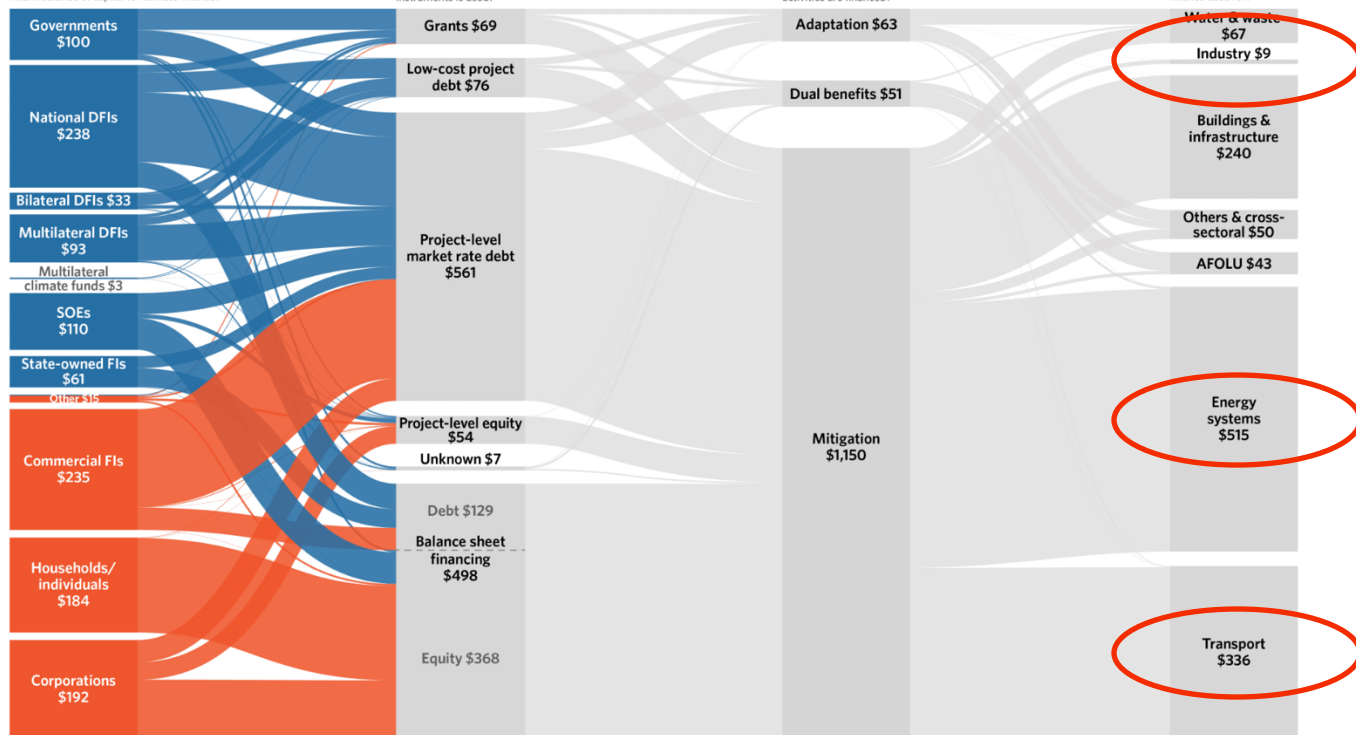 Governments
$100
National DFIs
$238
Bilateral DFIs $33
Multilateral DFIs
$93
Multilateral
climate funds $3
SOEs
$110
State-owned FIs
$61
Other $15
Commercial FIs
$235
Households/
individuals
$184
Corporations
$192
Grants $69
Low-cost project
debt $76
Project-level
market rate debt
$561
Project-level equity
$54
Unknown $7
Debt $129
Balance sheet
financing
$498
Equity $368
Adaptation $63
Dual benefits $51
Mitigation
$1,150
Water & waste
$67
Industry $9
Buildings &
infrastructure
$240
Others & cross-
sectoral $50
AFOLU $43
Energy
systems
$515
Transport
$336